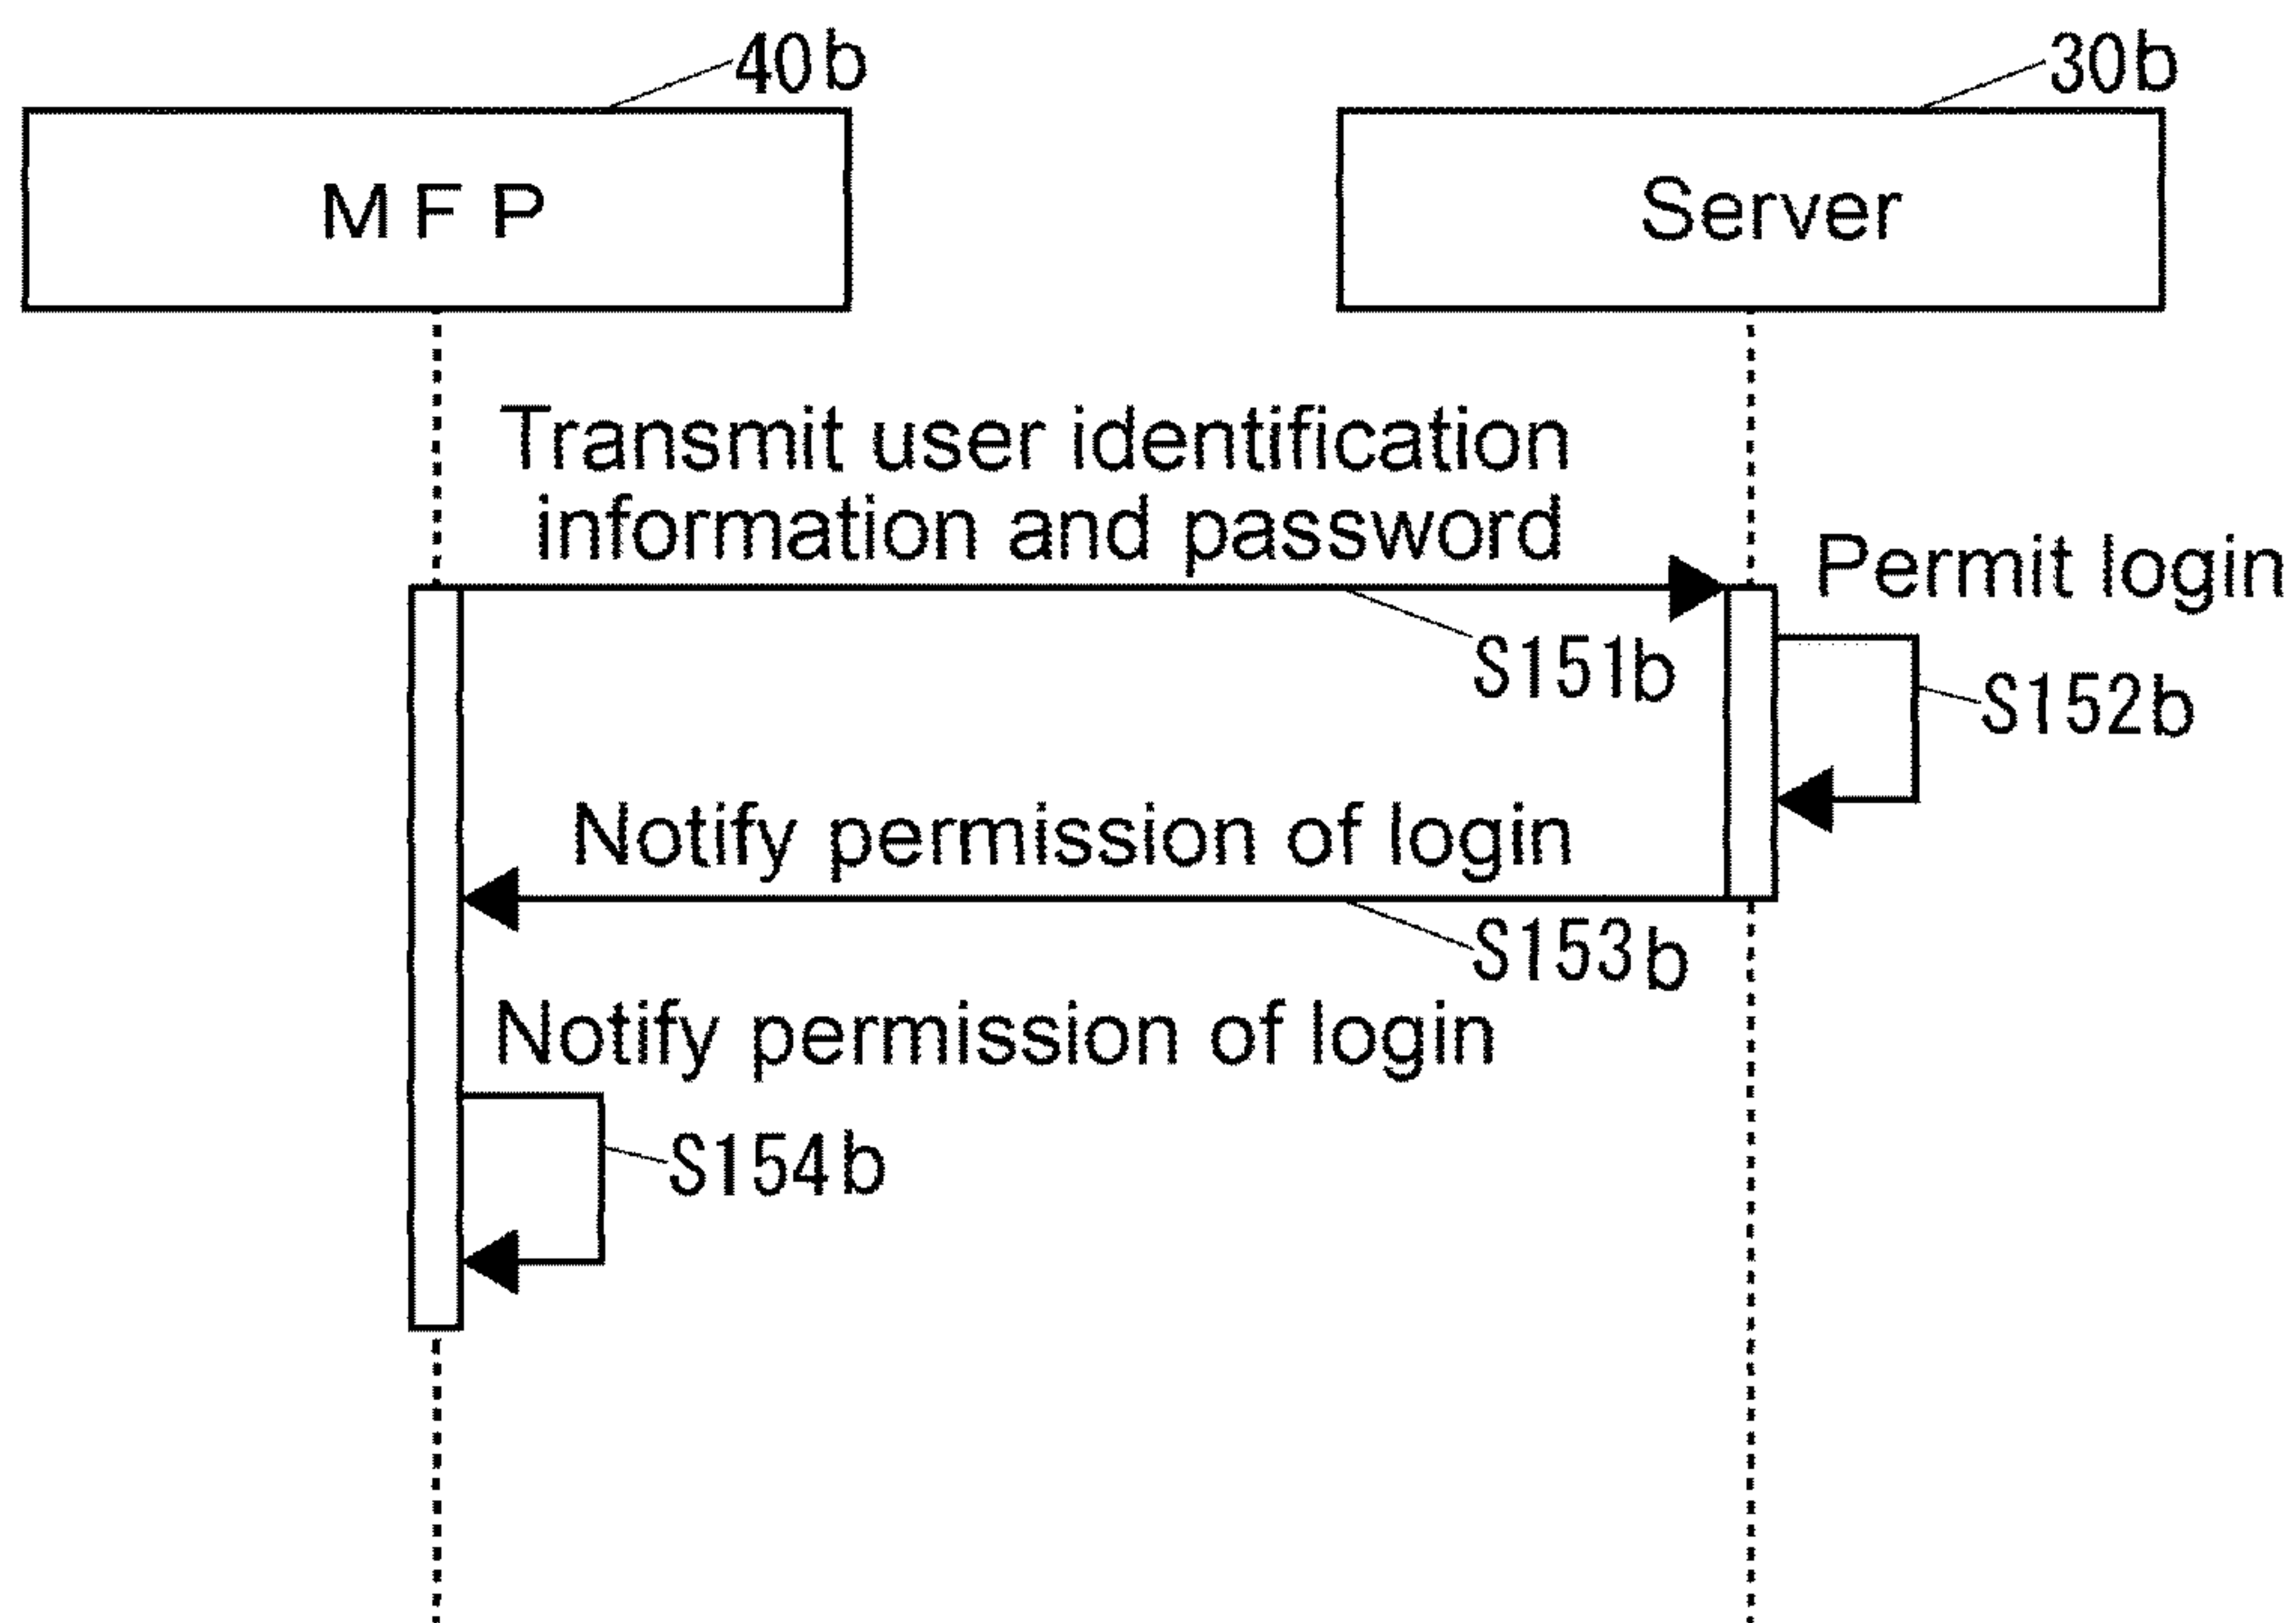 40b
30b
MFP
Server
Transmit user identification
information and password
Permit login
S151b
S152b
Notify permission of login
S153b
Notify permission of login
S154b